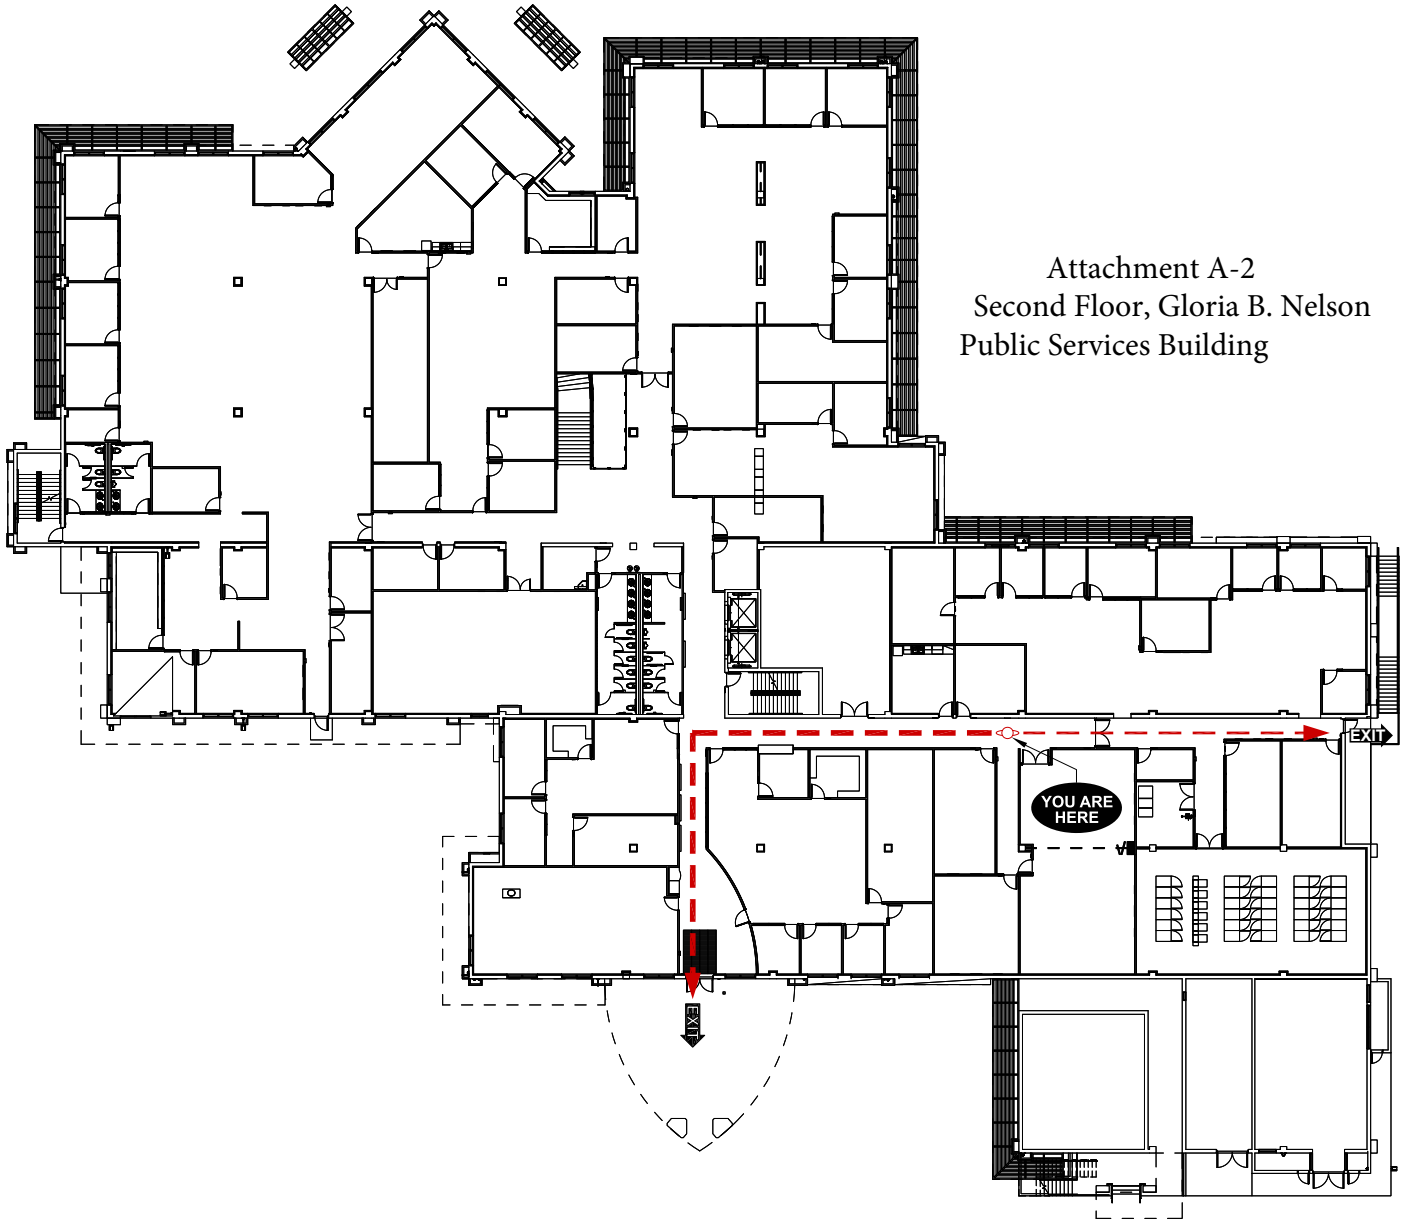 Attachment A-2
Second Floor, Gloria B. Nelson
Public Services Building
EXIT
YOU ARE
HERE
EXIT